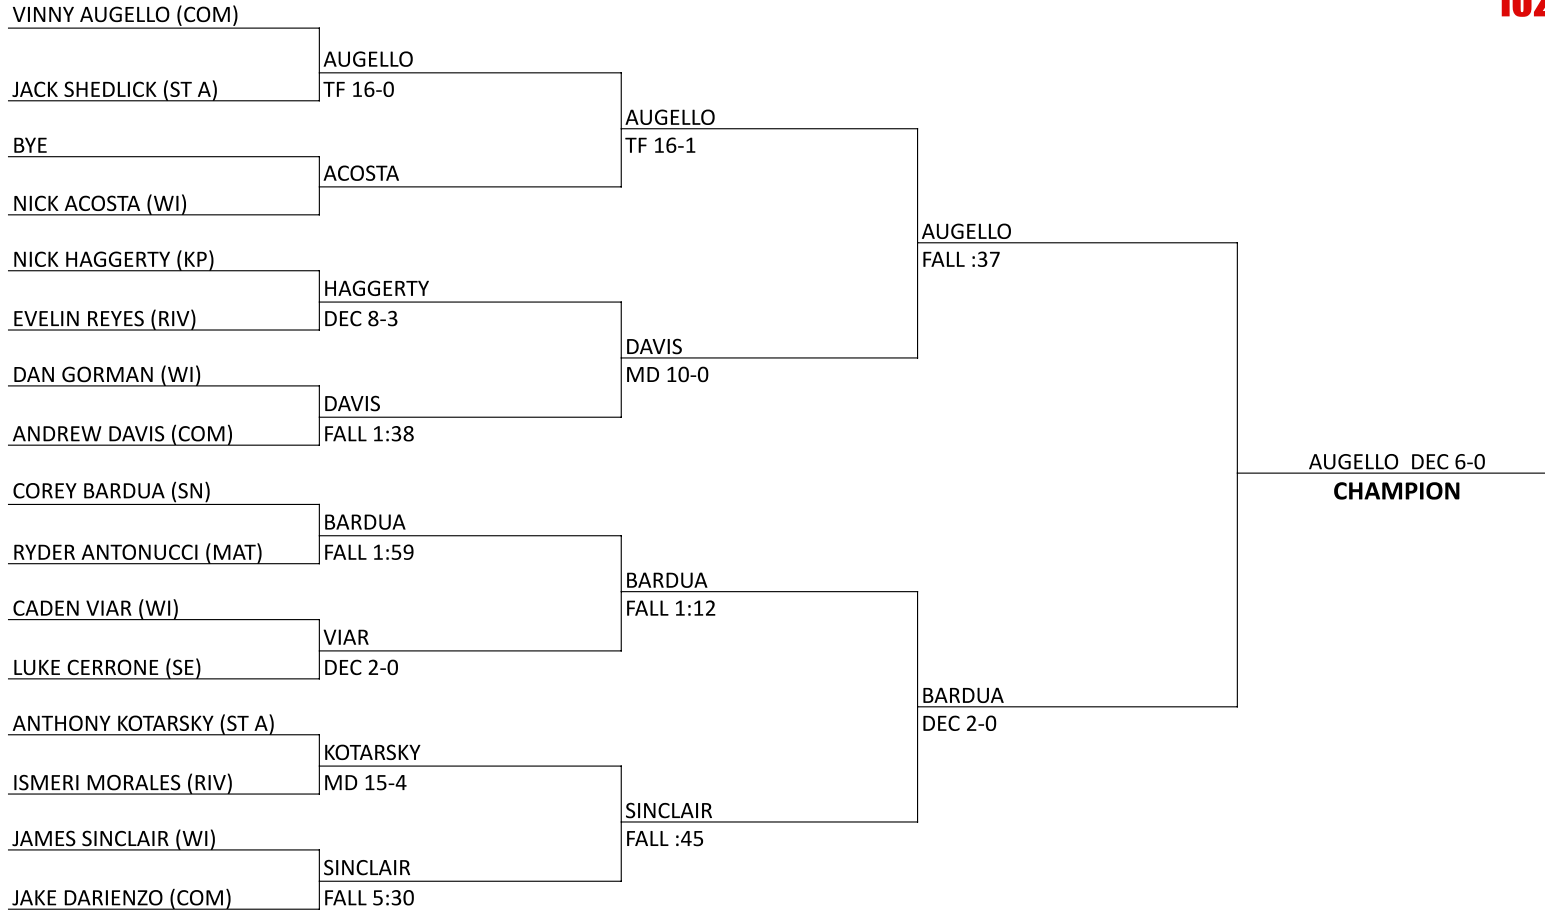 VINNY AUGELLO (COM)
102
AUGELLO
JACK SHEDLICK (ST A)
TF 16-0
AUGELLO
BYE
TF 16-1
ACOSTA
NICK ACOSTA (WI)
AUGELLO
NICK HAGGERTY (KP)
FALL :37
HAGGERTY
EVELIN REYES (RIV)
DEC 8-3
DAVIS
DAN GORMAN (WI)
MD 10-0
DAVIS
ANDREW DAVIS (COM)
FALL 1:38
AUGELLO  DEC 6-0
CHAMPION
COREY BARDUA (SN)
BARDUA
RYDER ANTONUCCI (MAT)
FALL 1:59
BARDUA
CADEN VIAR (WI)
FALL 1:12
VIAR
LUKE CERRONE (SE)
DEC 2-0
BARDUA
ANTHONY KOTARSKY (ST A)
DEC 2-0
KOTARSKY
ISMERI MORALES (RIV)
MD 15-4
SINCLAIR
JAMES SINCLAIR (WI)
FALL :45
SINCLAIR
JAKE DARIENZO (COM)
FALL 5:30